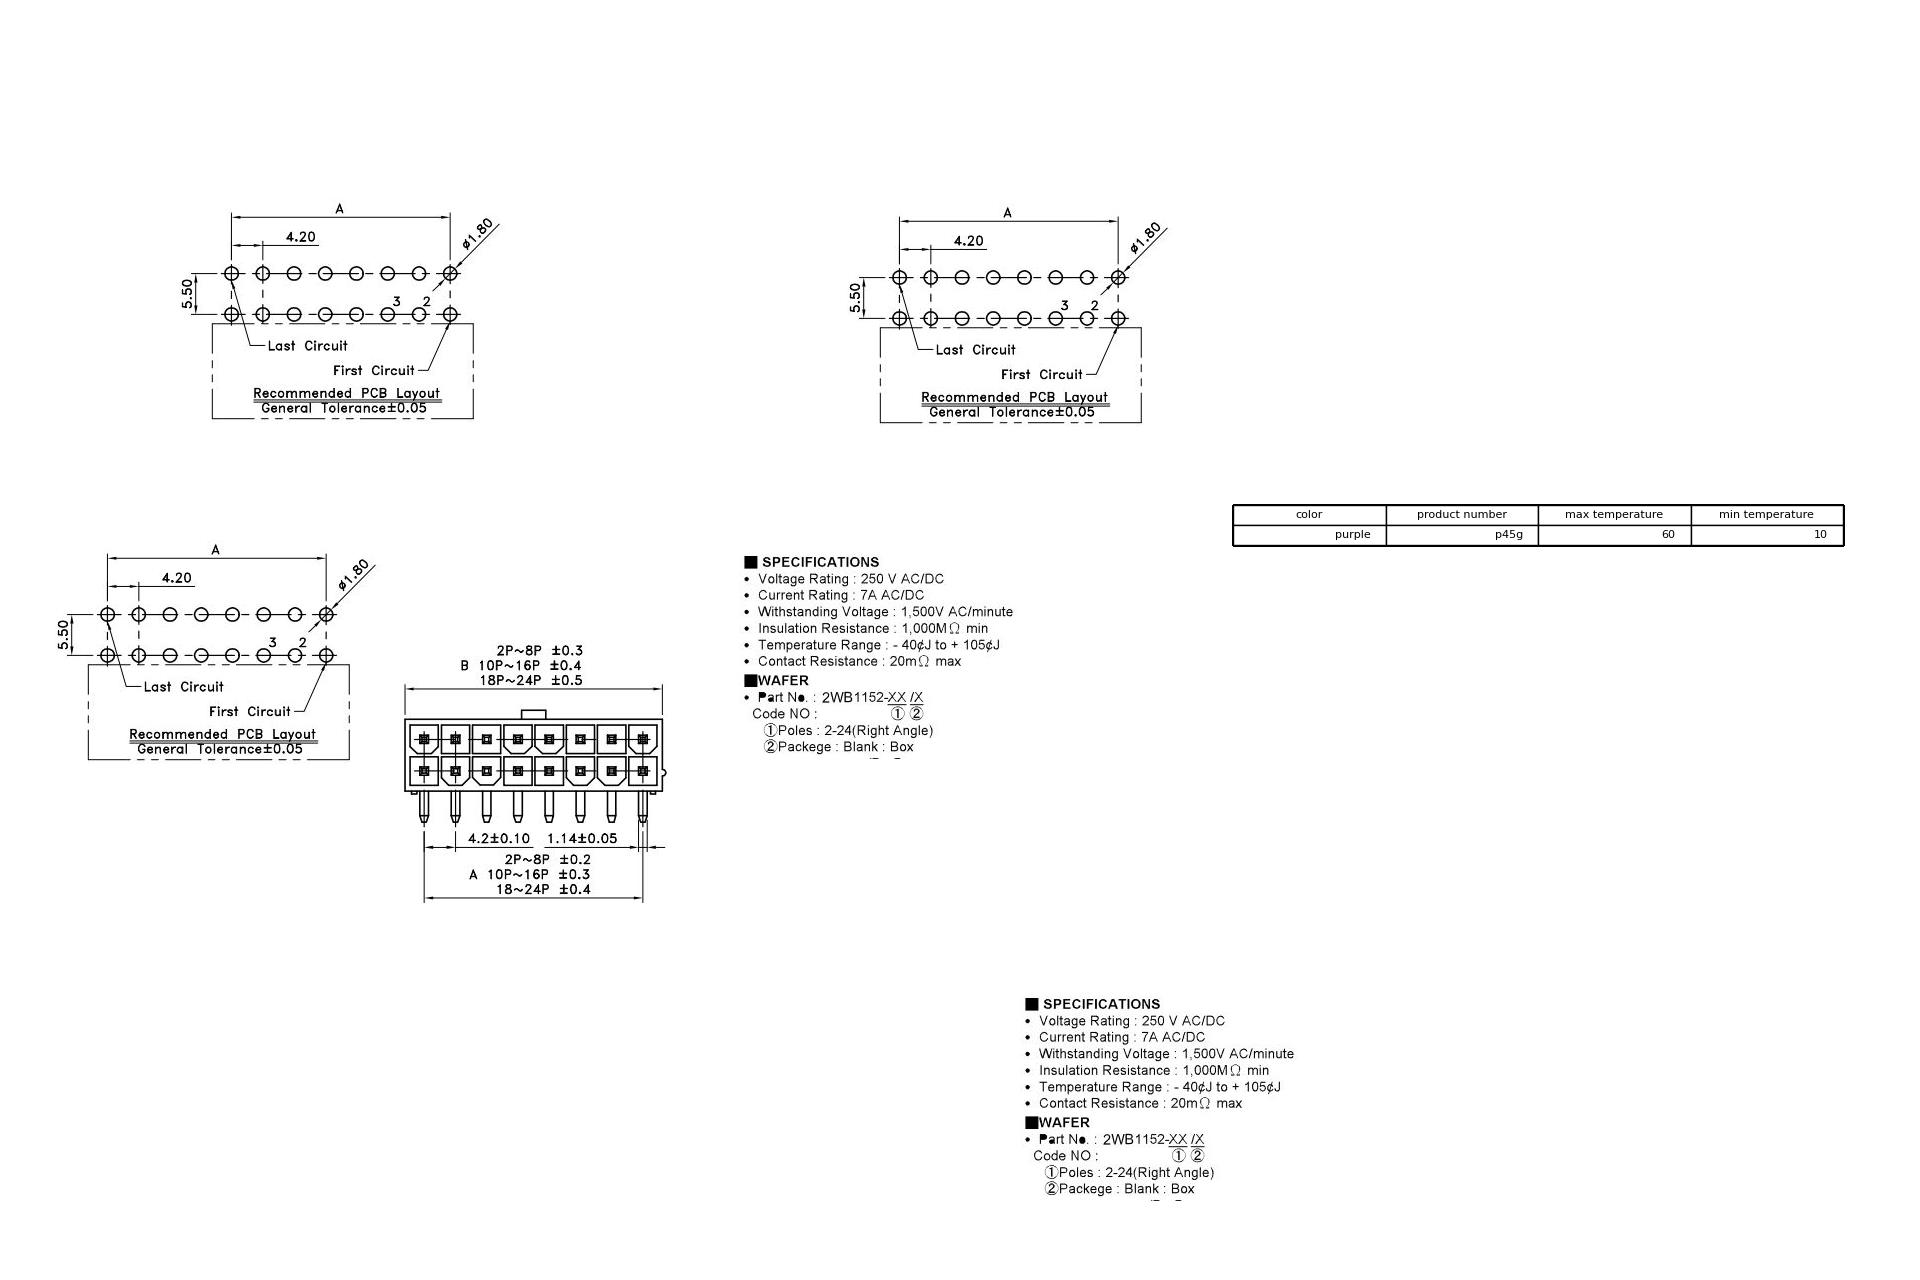 A
4.20
ø1.80
5.50
3 2
Last Circuit
First Circuit
Recommended PCB Layout
General Tolerance±0.05
A
4.20
ø1.80
5.50
3 2
Last Circuit
First Circuit
Recommended PCB Layout
General Tolerance±0.05
color product number max temperature min temperature
purple p45g 60 10
A
4.20
ø1.80
5.50
3 2
Last Circuit
First Circuit
Recommended PCB Layout
General Tolerance±0.05
2P~8P ±0.3
B 10P~16P ±0.4
18P~24P ±0.5
4.2±0.10 1.14±0.05
2P~8P ±0.2
A 10P~16P ±0.3
18~24P ±0.4
■ SPECIFICATIONS
• Voltage Rating : 250 V AC/DC
• Current Rating : 7A AC/DC
• Withstanding Voltage : 1,500V AC/minute
• Insulation Resistance : 1,000MΩ min
• Temperature Range : - 40¢J to + 105¢J
• Contact Resistance : 20mΩ max
■WAFER
• Part No. : 2WB1152-XX /X
Code NO : ① ②
①Poles : 2-24(Right Angle)
②Packege : Blank : Box
■ SPECIFICATIONS
• Voltage Rating : 250 V AC/DC
• Current Rating : 7A AC/DC
• Withstanding Voltage : 1,500V AC/minute
• Insulation Resistance : 1,000MΩ min
• Temperature Range : - 40¢J to + 105¢J
• Contact Resistance : 20mΩ max
■WAFER
• Part No. : 2WB1152-XX /X
Code NO : ① ②
①Poles : 2-24(Right Angle)
②Packege : Blank : Box